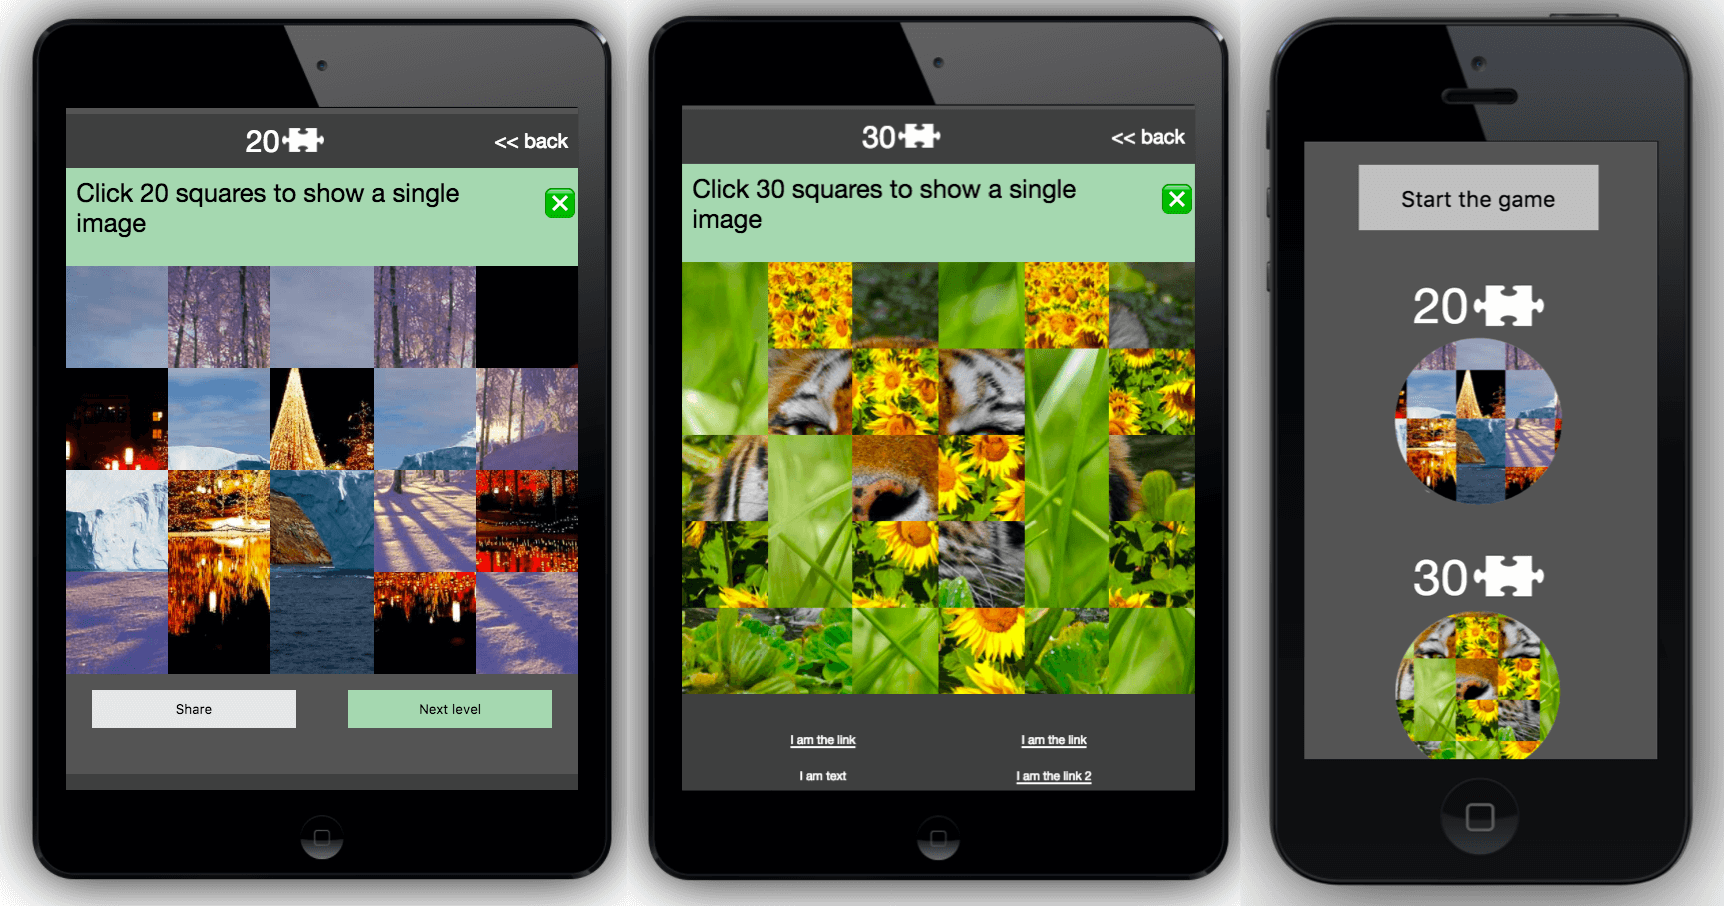 20
<< back
Click 20 squares to show a single
image
Share
Next level
30
<< back
Click 30 squares to show a single
image
I am the link
I am the link
I am text
I am the link 2
Start the game
20
30